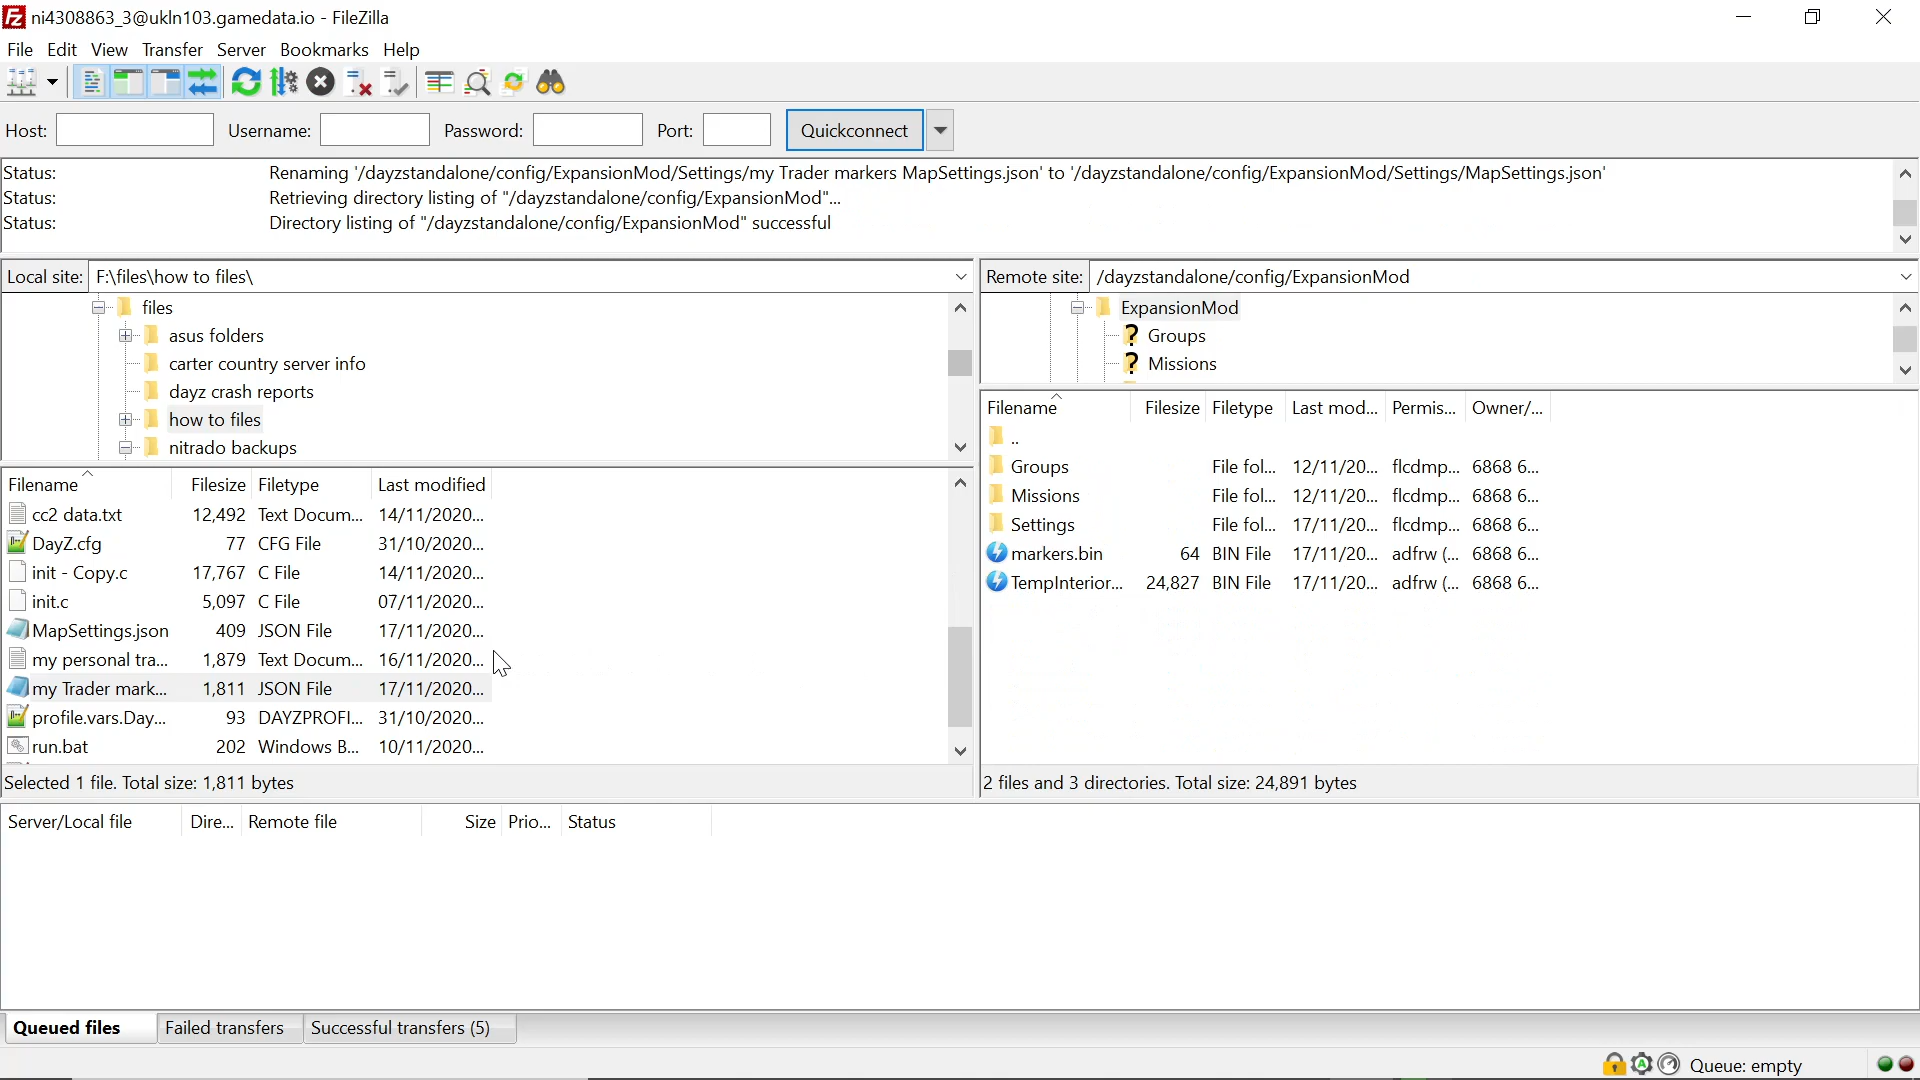 ni4308863_3@ukln103.gamedata.io - FileZilla
File Edit View Transfer Server Bookmarks Help
Host: Username: Password: Port: Quickconnect
Status: Renaming '/dayzstandalone/config/ExpansionMod/Settings/my Trader markers MapSettings.json' to '/dayzstandalone/config/ExpansionMod/Settings/MapSettings.json'
Status: Retrieving directory listing of "/dayzstandalone/config/ExpansionMod"...
Status: Directory listing of "/dayzstandalone/config/ExpansionMod" successful
Local site: F:\files\how to files\
files
asus folders
carter country server info
dayz crash reports
how to files
nitrado backups
Filename Filesize Filetype Last modified
cc2 data.txt 12,492 Text Docum... 14/11/2020...
DayZ.cfg 77 CFG File 31/10/2020...
init - Copy.c 17,767 C File 14/11/2020...
init.c 5,097 C File 07/11/2020...
MapSettings.json 409 JSON File 17/11/2020...
my personal tra... 1,879 Text Docum... 16/11/2020...
my Trader mark... 1,811 JSON File 17/11/2020...
profile.vars.Day... 93 DAYZPROFI... 31/10/2020...
run.bat 202 Windows B... 10/11/2020...
Selected 1 file. Total size: 1,811 bytes
Remote site: /dayzstandalone/config/ExpansionMod
ExpansionMod
? Groups
? Missions
Filename Filesize Filetype Last mod... Permis... Owner/...
..
Groups File fol... 12/11/20... flcdmp... 6868 6...
Missions File fol... 12/11/20... flcdmp... 6868 6...
Settings File fol... 17/11/20... flcdmp... 6868 6...
markers.bin 64 BIN File 17/11/20... adfrw (... 6868 6...
TempInterior... 24,827 BIN File 17/11/20... adfrw (... 6868 6...
2 files and 3 directories. Total size: 24,891 bytes
Server/Local file Dire... Remote file Size Prio... Status
Queued files Failed transfers Successful transfers (5)
Queue: empty